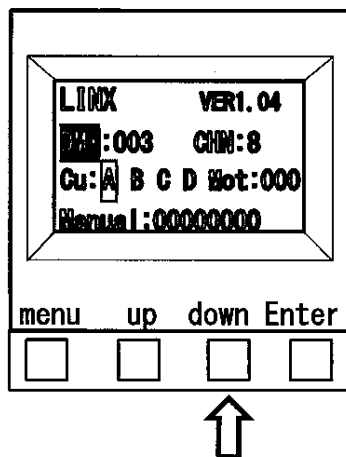 LINX VER1.04
:003 CHN:8
Cu: A B C D Mot:000
Manual:00000000
menu up down Enter